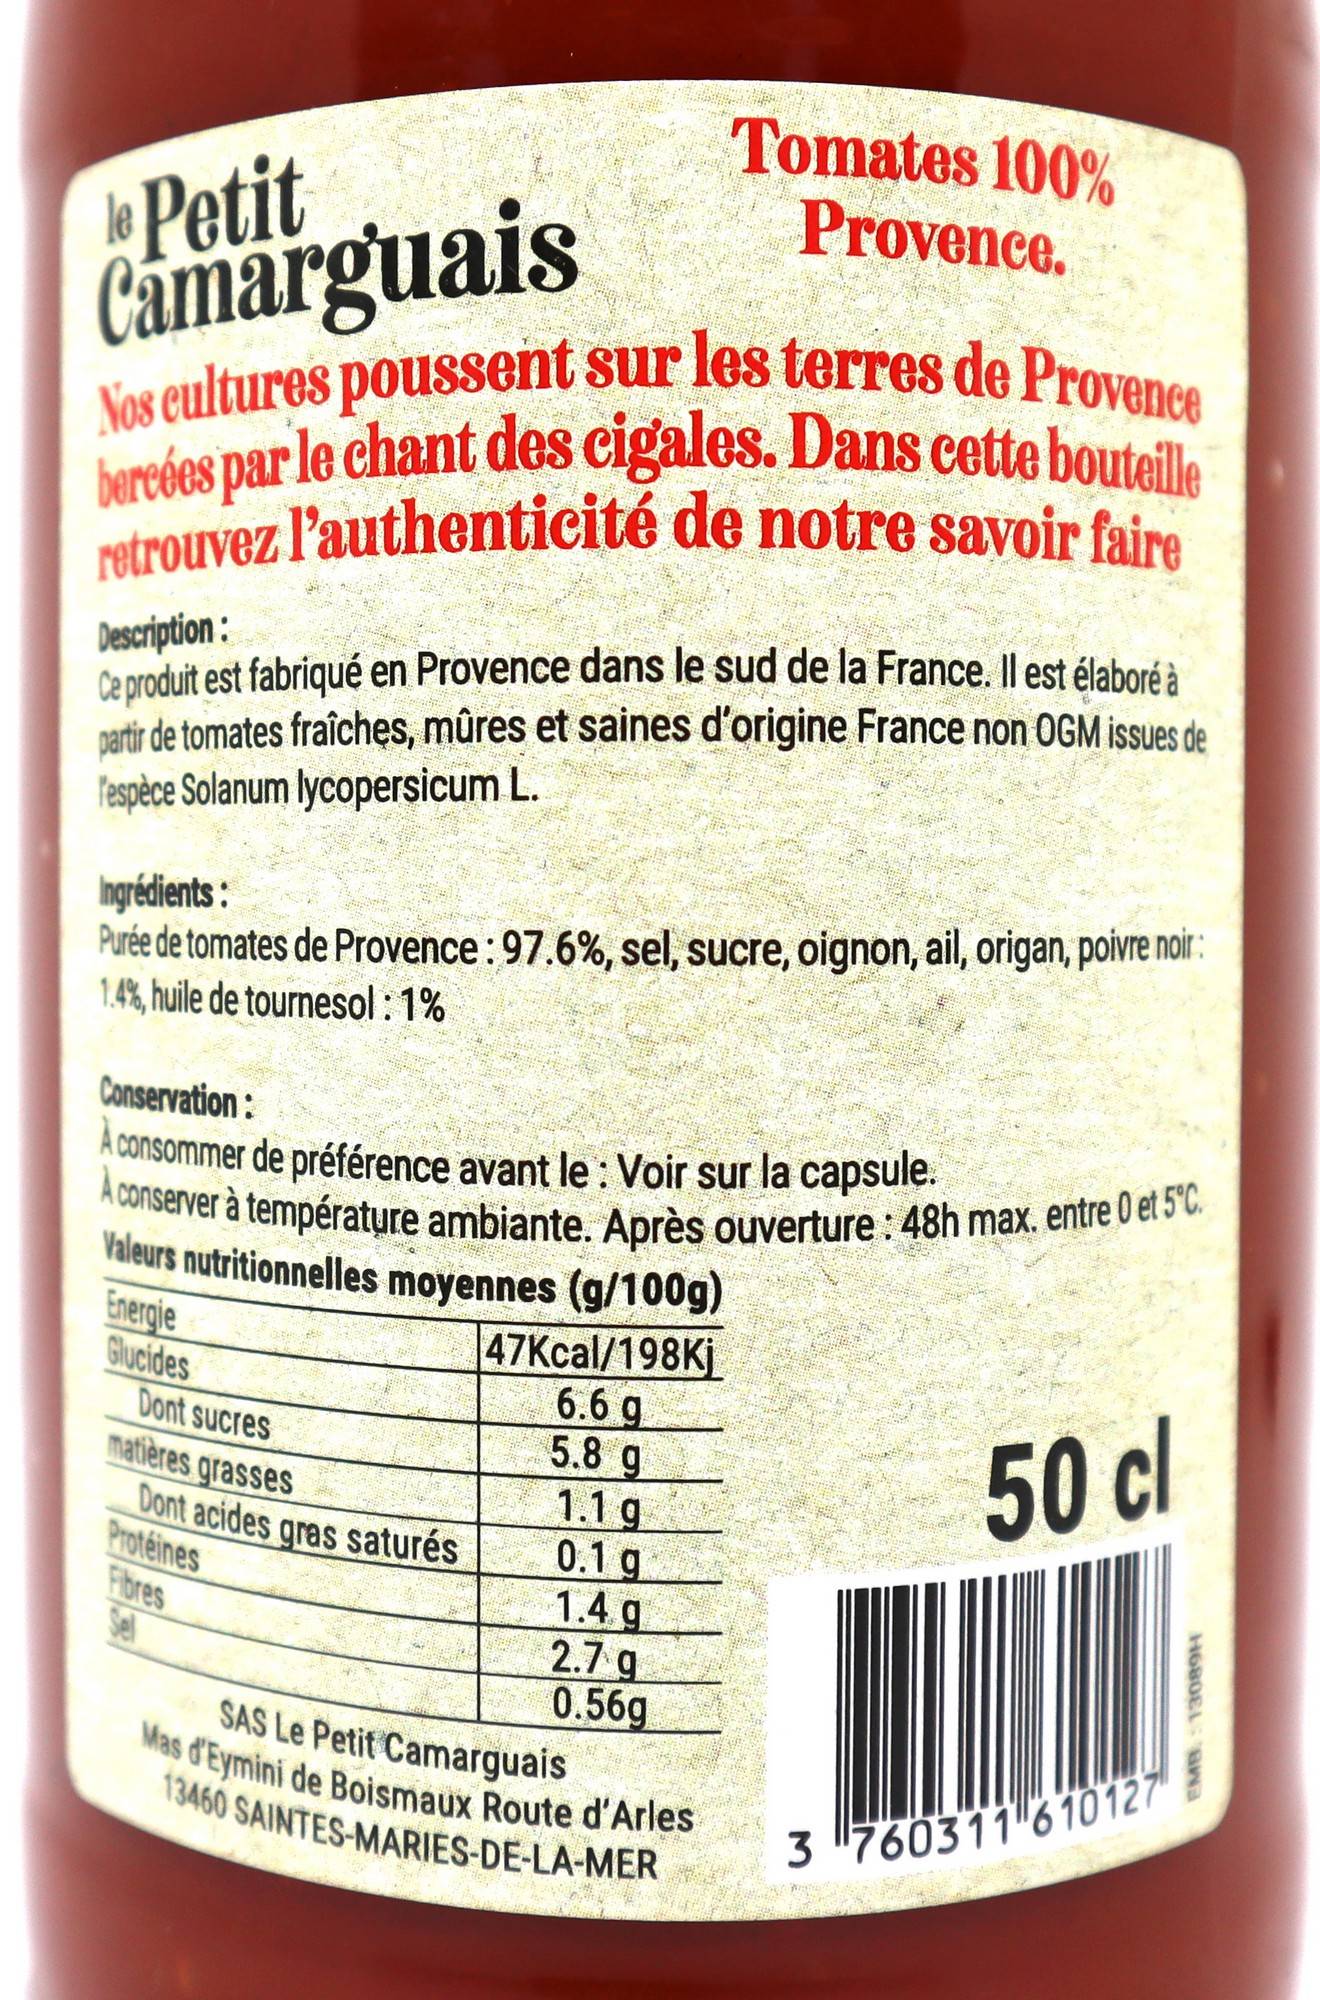 le Petit
Camarguais
Tomates 100%
Provence.
Nos cultures poussent sur les terres de Provence
bercées par le chant des cigales. Dans cette bouteille
retrouvez l'authenticité de notre savoir faire
Description :
Ce produit est fabriqué en Provence dans le sud de la France. Il est élaboré à
partir de tomates fraîches, mûres et saines d'origine France non OGM issues de
l'espèce Solanum lycopersicum L.
Ingrédients :
Purée de tomates de Provence : 97.6%, sel, sucre, oignon, ail, origan, poivre noir :
1.4%, huile de tournesol : 1%
Conservation :
À consommer de préférence avant le : Voir sur la capsule.
À conserver à température ambiante. Après ouverture : 48h max. entre 0 et 5°C.
Valeurs nutritionnelles moyennes (g/100g)
Energie 47Kcal/198Kj
Glucides 6.6 g
Dont sucres 5.8 g
matières grasses 1.1 g
Dont acides gras saturés 0.1 g
Protéines 1.4 g
Fibres 2.7 g
Sel 0.56g
SAS Le Petit Camarguais
Mas d'Eymini de Boismaux Route d'Arles
13460 SAINTES-MARIES-DE-LA-MER
50 cl
3 760311 610127
EMB. : 13089H